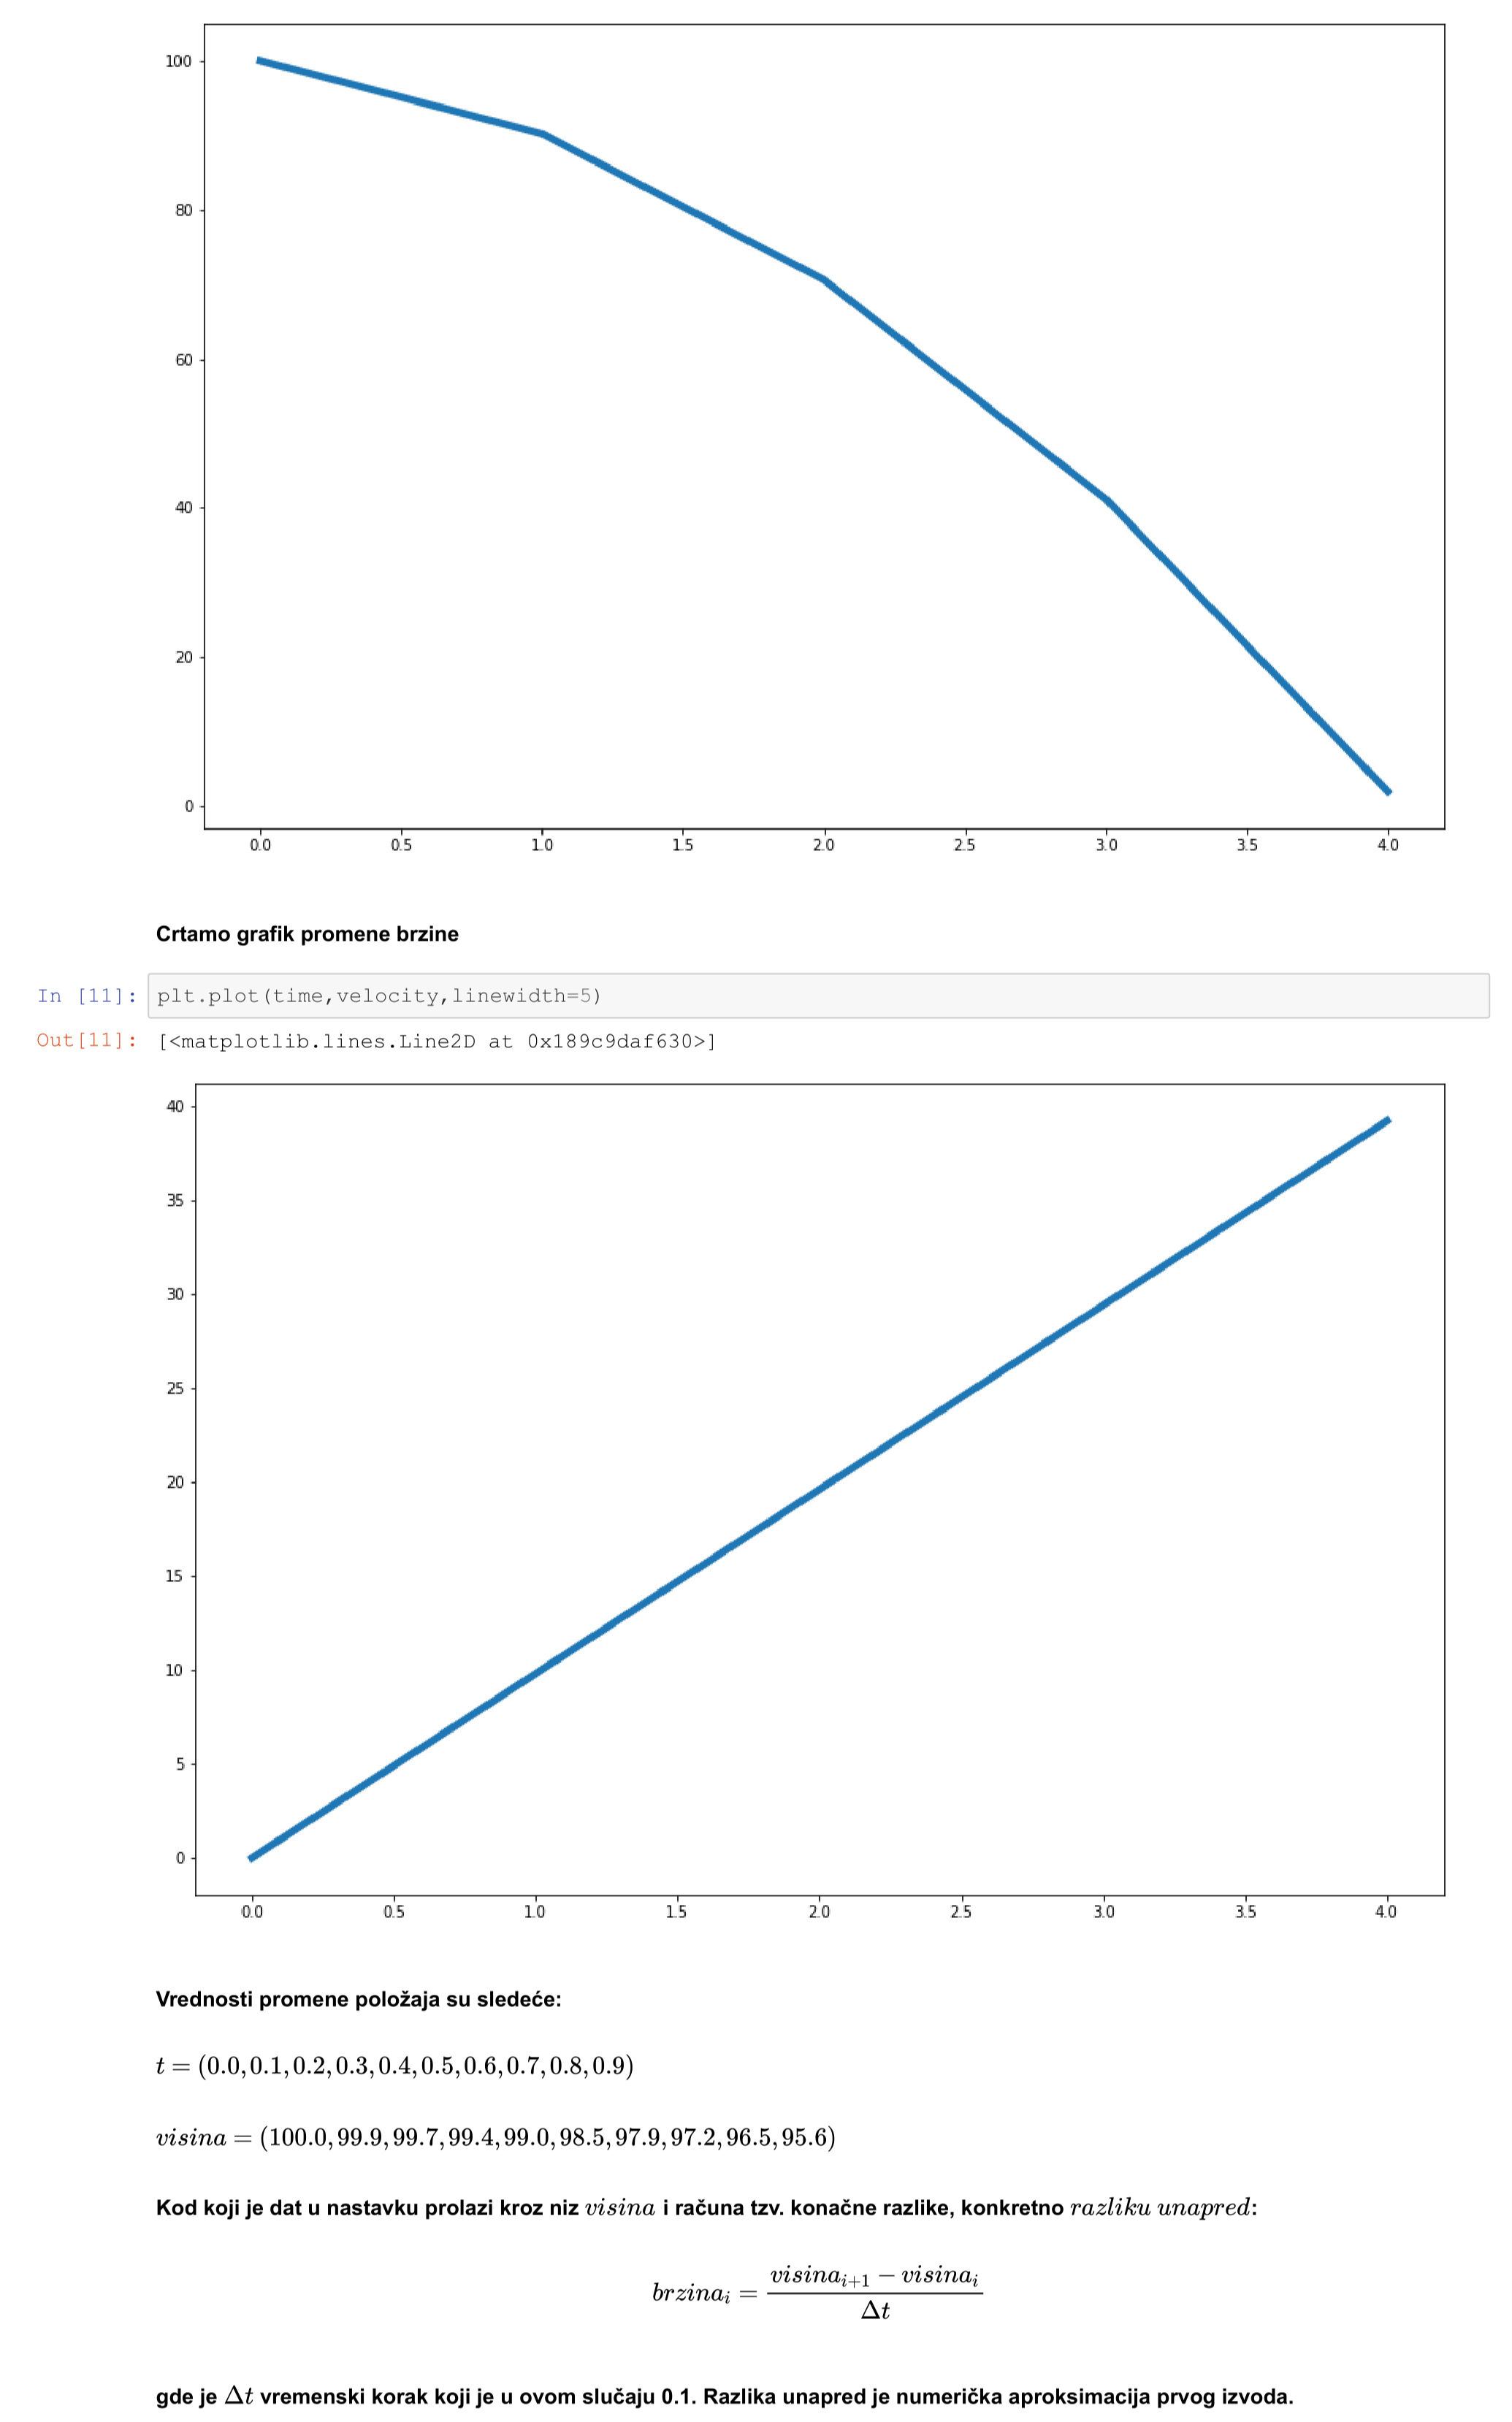 100
80
60
40
20
0
0.0 0.5 1.0 1.5 2.0 2.5 3.0 3.5 4.0
Crtamo grafik promene brzine
In [11]: plt.plot(time,velocity,linewidth=5)
Out[11]: [<matplotlib.lines.Line2D at 0x189c9daf630>]
40
35
30
25
20
15
10
5
0
0.0 0.5 1.0 1.5 2.0 2.5 3.0 3.5 4.0
Vrednosti promene položaja su sledeće:
t = (0.0, 0.1, 0.2, 0.3, 0.4, 0.5, 0.6, 0.7, 0.8, 0.9)
visina = (100.0, 99.9, 99.7, 99.4, 99.0, 98.5, 97.9, 97.2, 96.5, 95.6)
Kod koji je dat u nastavku prolazi kroz niz visina i računa tzv. konačne razlike, konkretno razliku unapred:
brzina_i = \frac{visina_{i+1} − visina_i}{Δt}
gde je Δt vremenski korak koji je u ovom slučaju 0.1. Razlika unapred je numerička aproksimacija prvog izvoda.